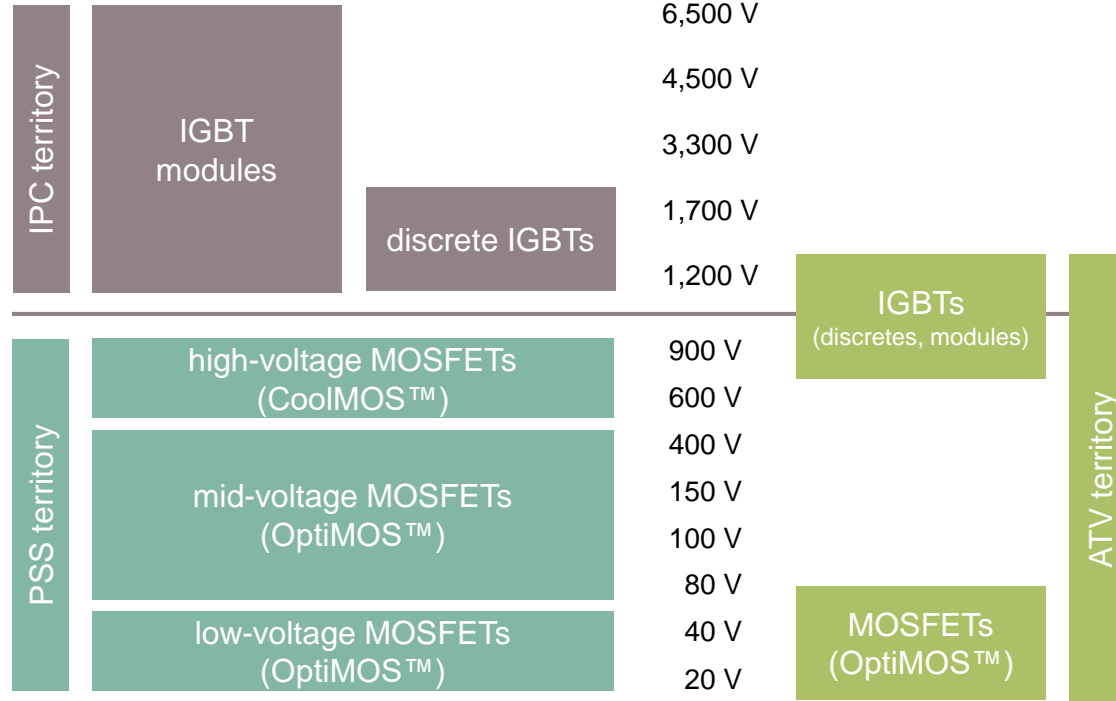 IPC territory
IGBT
modules
discrete IGBTs
6,500 V
4,500 V
3,300 V
1,700 V
1,200 V
IGBTs
(discretes, modules)
PSS territory
high-voltage MOSFETs
(CoolMOS™)
mid-voltage MOSFETs
(OptiMOS™)
low-voltage MOSFETs
(OptiMOS™)
900 V
600 V
400 V
150 V
100 V
80 V
40 V
20 V
MOSFETs
(OptiMOS™)
ATV territory